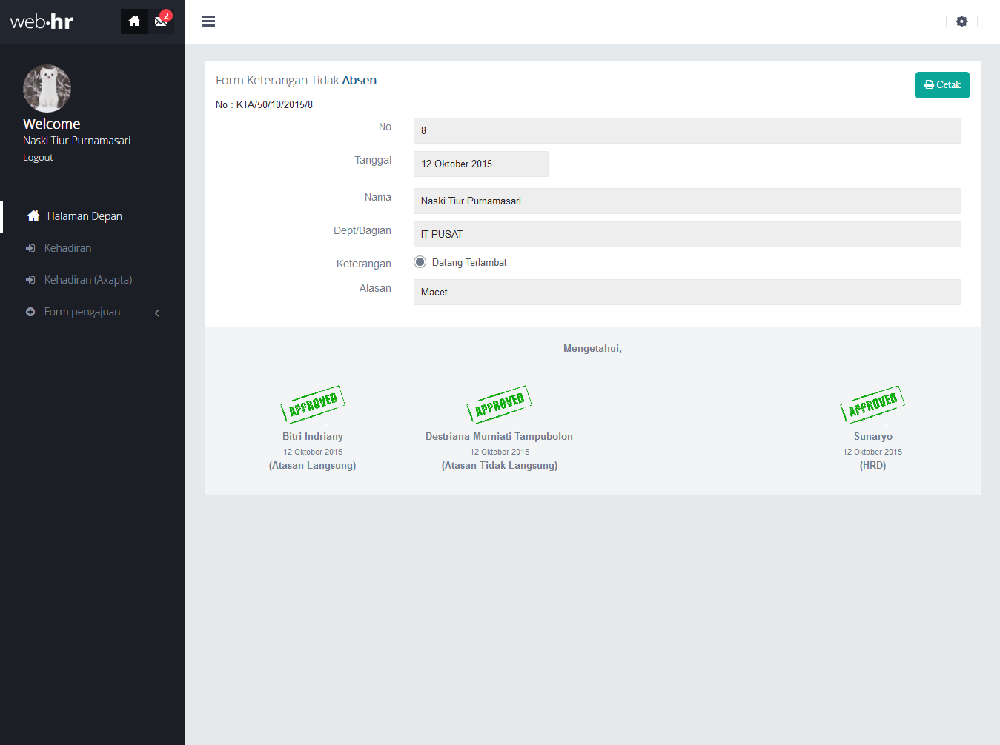 web·hr
2
Welcome
Naski Tiur Purnamasari
Logout
Halaman Depan
Kehadiran
Kehadiran (Axapta)
Form pengajuan
Form Keterangan Tidak Absen
Cetak
No : KTA/50/10/2015/8
No 8
Tanggal 12 Oktober 2015
Nama Naski Tiur Purnamasari
Dept/Bagian IT PUSAT
Keterangan Datang Terlambat
Alasan Macet
Mengetahui,
APPROVED APPROVED APPROVED
Bitri Indriany Destriana Murniati Tampubolon Sunaryo
12 Oktober 2015 12 Oktober 2015 12 Oktober 2015
(Atasan Langsung) (Atasan Tidak Langsung) (HRD)